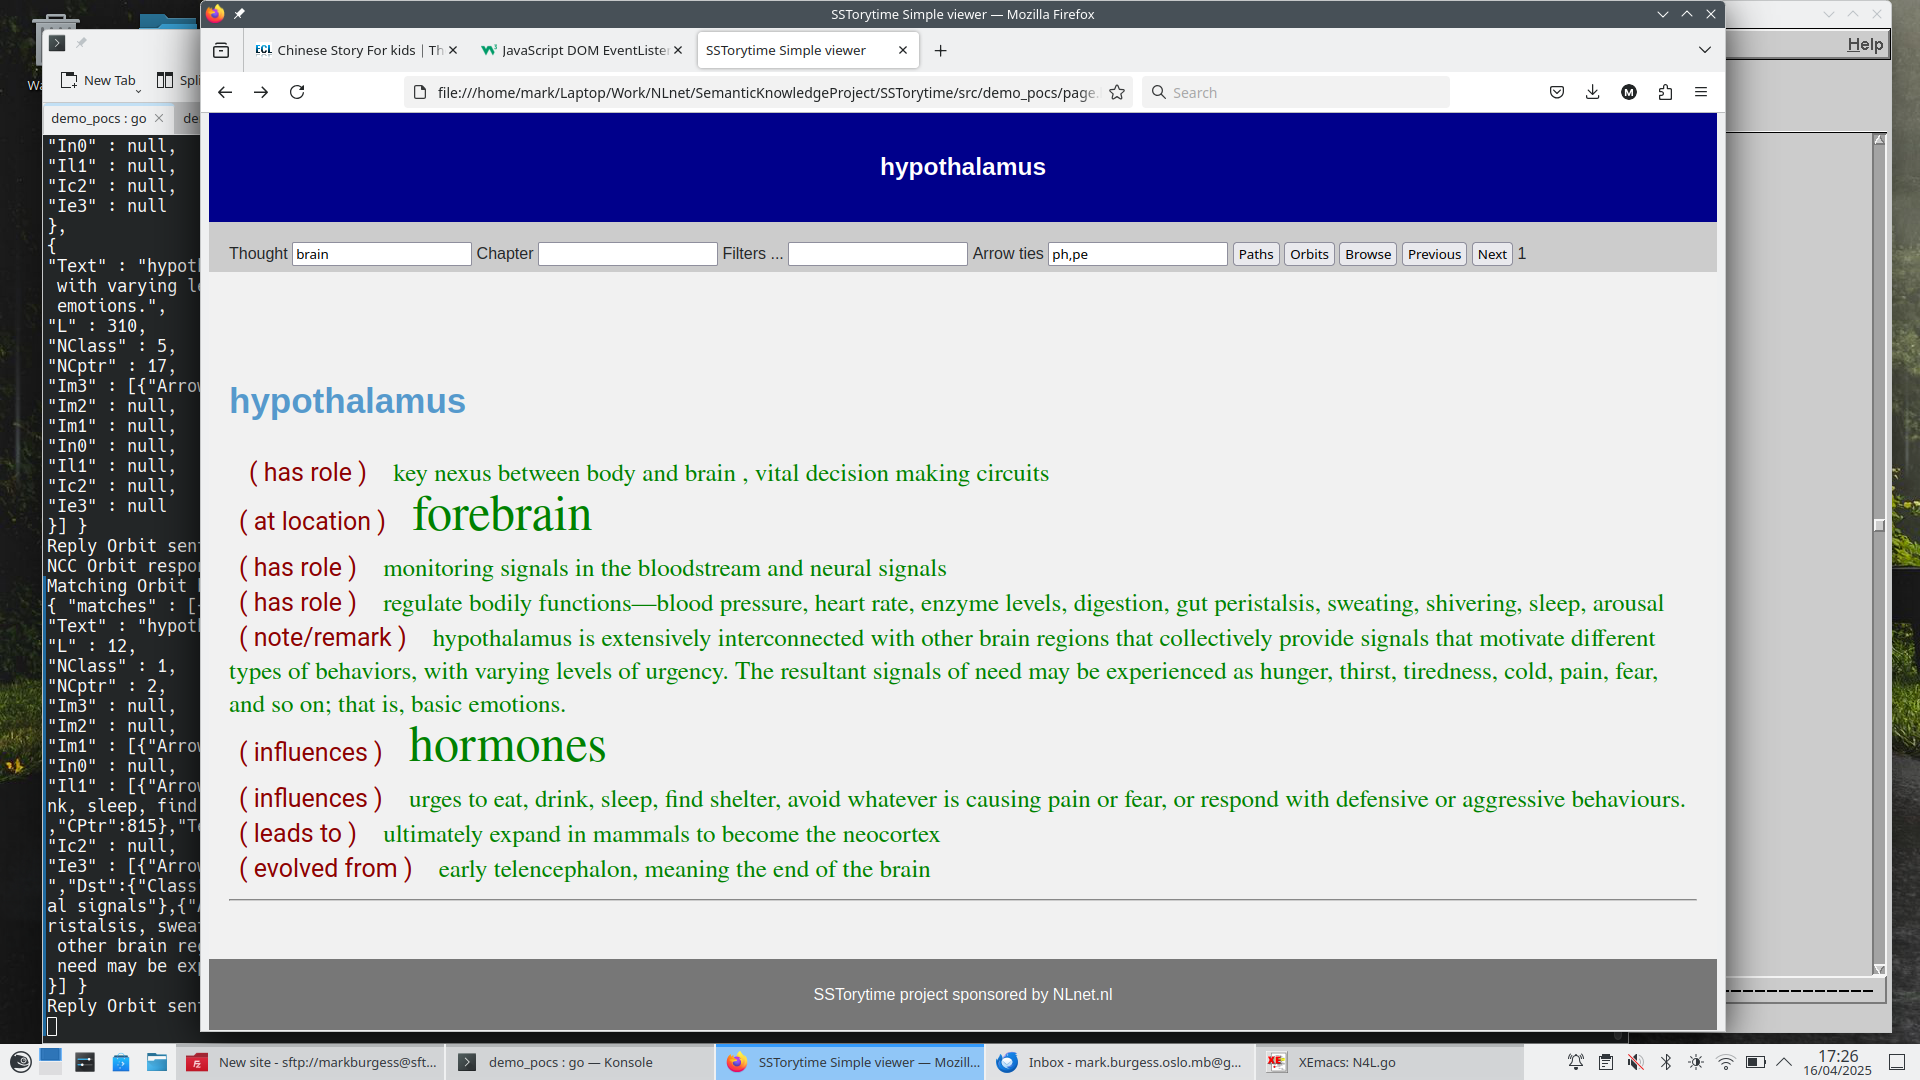 SSTorytime Simple viewer — Mozilla Firefox
Help
Chinese Story For kids | Th
JavaScript DOM EventListe
SSTorytime Simple viewer
New Tab
file:///home/mark/Laptop/Work/NLnet/SemanticKnowledgeProject/SSTorytime/src/demo_pocs/page.
Search
demo_pocs : go
hypothalamus
Thought brain Chapter Filters ... Arrow ties ph,pe Paths Orbits Browse Previous Next 1
hypothalamus
( has role ) key nexus between body and brain , vital decision making circuits
( at location ) forebrain
( has role ) monitoring signals in the bloodstream and neural signals
( has role ) regulate bodily functions—blood pressure, heart rate, enzyme levels, digestion, gut peristalsis, sweating, shivering, sleep, arousal
( note/remark ) hypothalamus is extensively interconnected with other brain regions that collectively provide signals that motivate different
types of behaviors, with varying levels of urgency. The resultant signals of need may be experienced as hunger, thirst, tiredness, cold, pain, fear,
and so on; that is, basic emotions.
( influences ) hormones
( influences ) urges to eat, drink, sleep, find shelter, avoid whatever is causing pain or fear, or respond with defensive or aggressive behaviours.
( leads to ) ultimately expand in mammals to become the neocortex
( evolved from ) early telencephalon, meaning the end of the brain
SSTorytime project sponsored by NLnet.nl
"In0" : null,
"Il1" : null,
"Ic2" : null,
"Ie3" : null
},
{
"Text" : "hypoth
with varying l
emotions.",
"L" : 310,
"NClass" : 5,
"NCptr" : 17,
"Im3" : [{"Arrow
"Im2" : null,
"Im1" : null,
"In0" : null,
"Il1" : null,
"Ic2" : null,
"Ie3" : null
}] }
Reply Orbit sent
NCC Orbit respon
Matching Orbit
{ "matches" : [
"Text" : "hypoth
"L" : 12,
"NClass" : 1,
"NCptr" : 2,
"Im3" : null,
"Im2" : null,
"Im1" : [{"Arrow
"In0" : null,
"Il1" : [{"Arrow
nk, sleep, find
,"CPtr":815},"Te
"Ic2" : null,
"Ie3" : [{"Arrow
","Dst":{"Class
al signals"},{"
ristalsis, sweat
other brain re
need may be exp
}] }
Reply Orbit sent
New site - sftp://markburgess@sft...
demo_pocs : go — Konsole
SSTorytime Simple viewer — Mozill...
Inbox - mark.burgess.oslo.mb@g...
XEmacs: N4L.go
17:26
16/04/2025